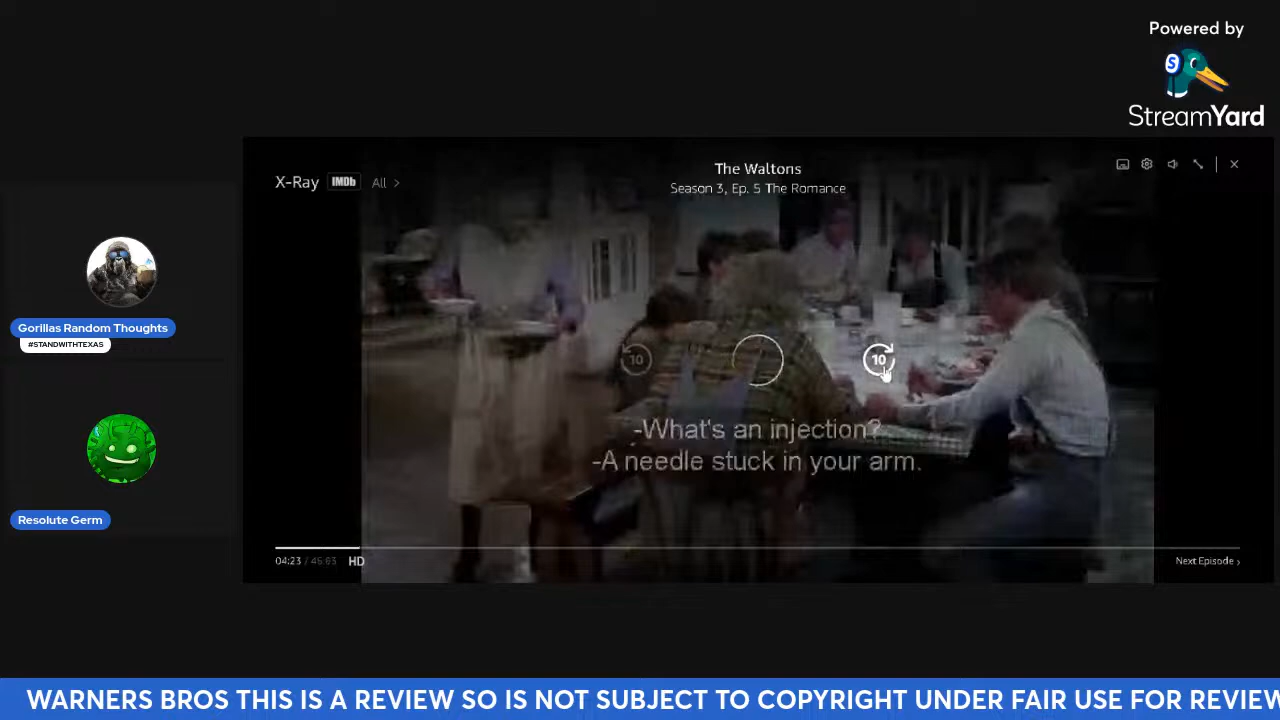 Powered by
StreamYard
X-Ray IMDb All >
The Waltons
Season 3, Ep. 5 The Romance
10
10
Gorillas Random Thoughts
#STANDWITHTEXAS
-What's an injection?
-A needle stuck in your arm.
Resolute Germ
04:23 / 45:63 HD
Next Episode >
WARNERS BROS THIS IS A REVIEW SO IS NOT SUBJECT TO COPYRIGHT UNDER FAIR USE FOR REVIEW